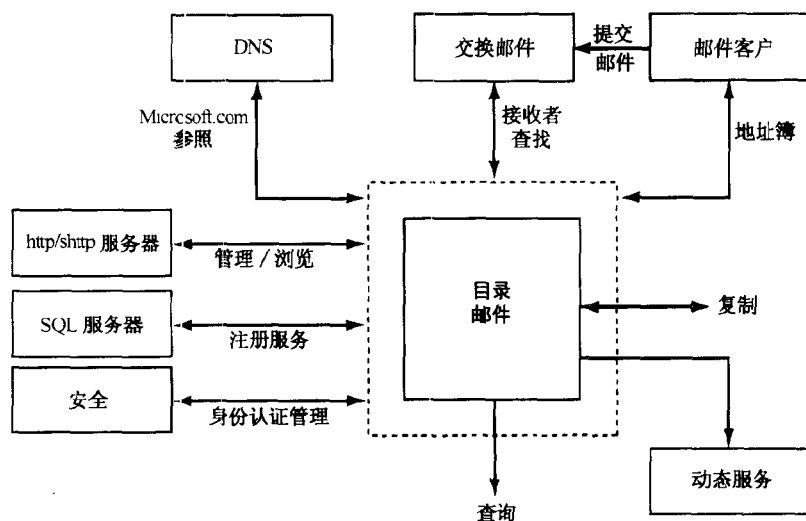 DNS
交换邮件
提交
邮件
邮件客户
Microsoft.com
参照
接收者
查找
地址簿
http/shttp 服务器
管理／浏览
目录
邮件
SQL 服务器
注册服务
复制
安全
身份认证管理
查询
动态服务